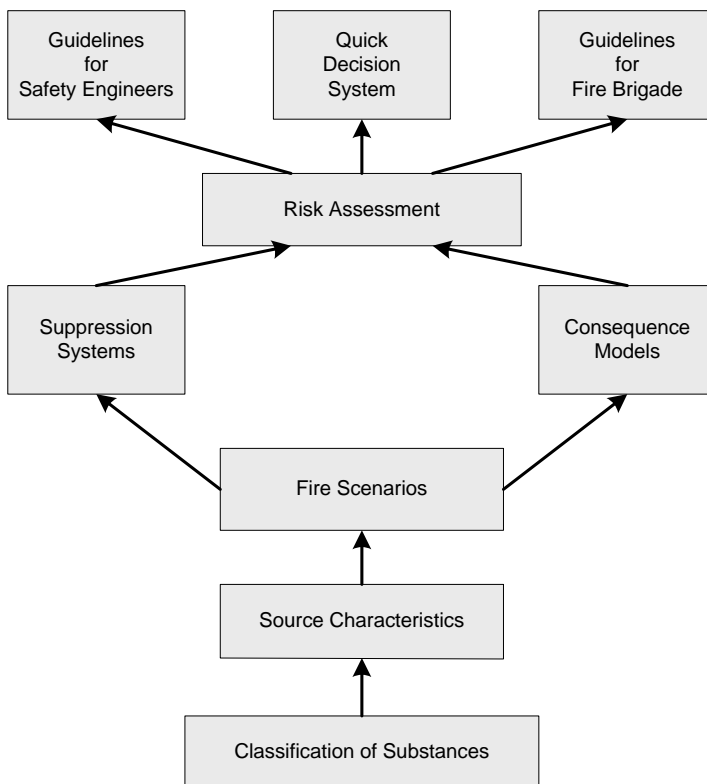 Guidelines
for
Safety Engineers
Quick
Decision
System
Guidelines
for
Fire Brigade
Risk Assessment
Suppression
Systems
Consequence
Models
Fire Scenarios
Source Characteristics
Classification of Substances